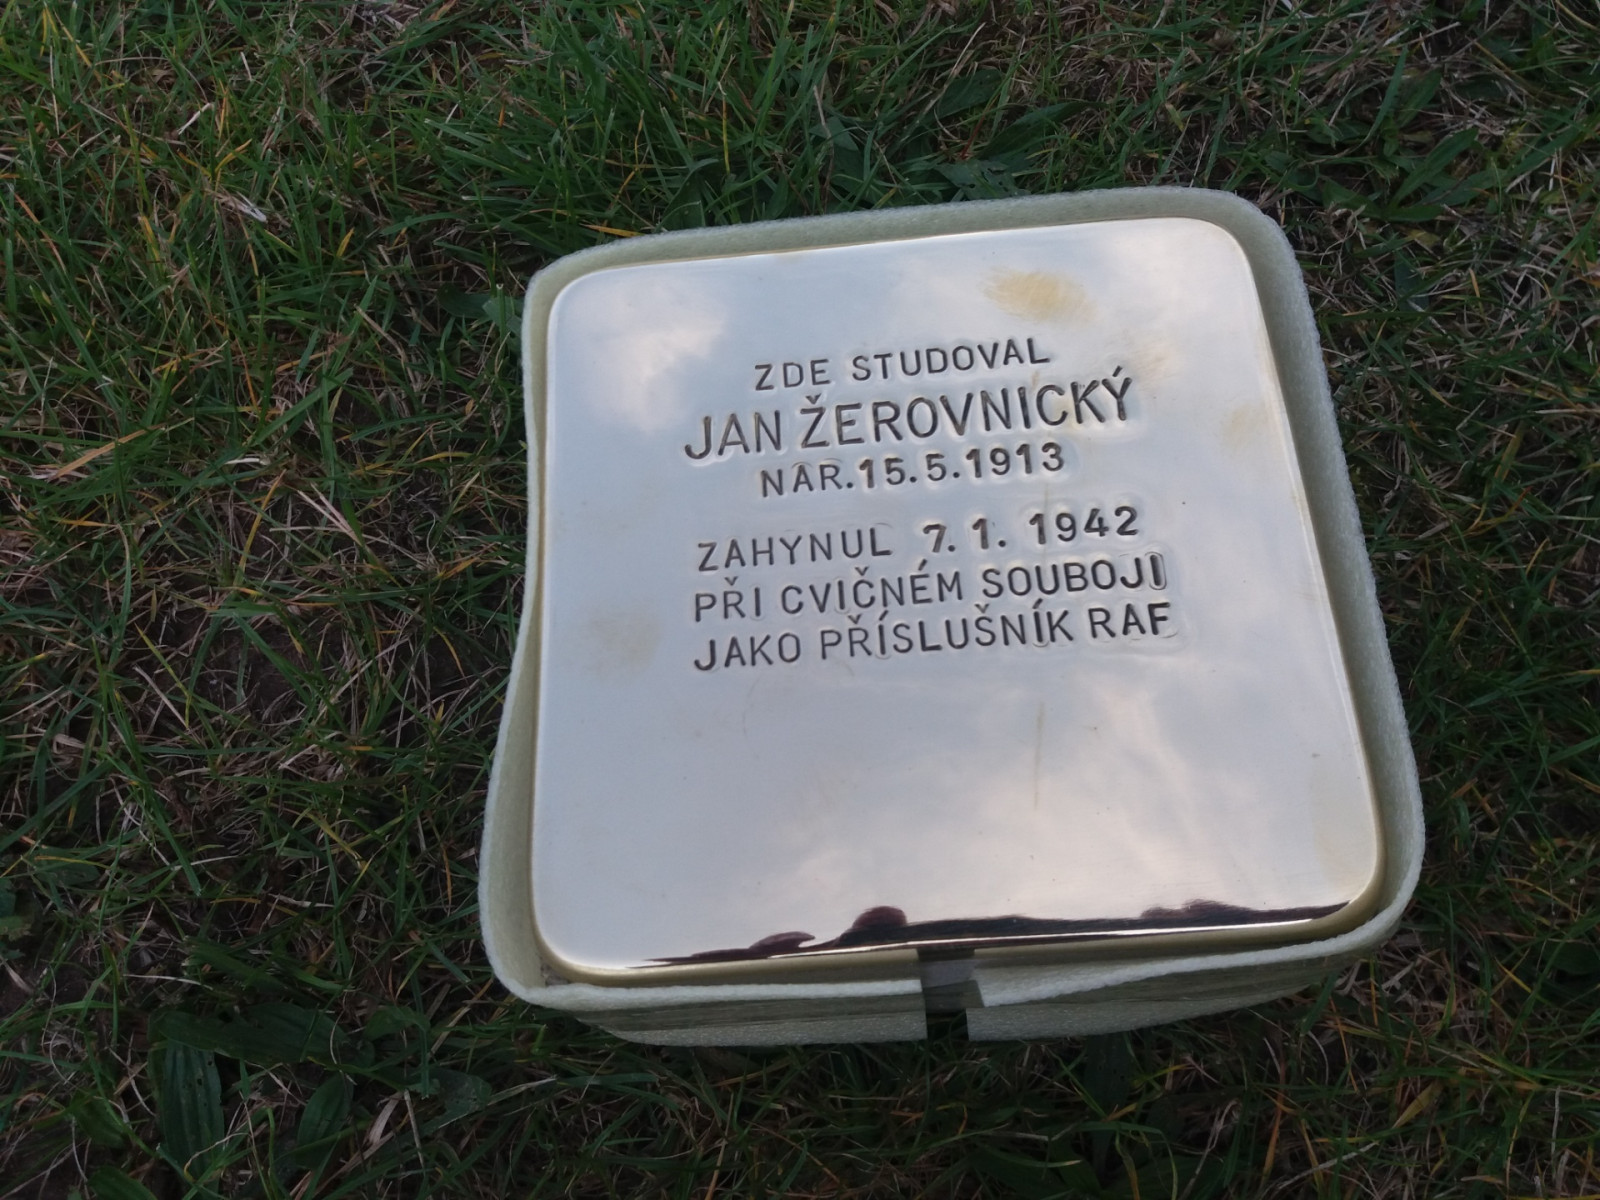 ZDE STUDOVAL
JAN ŽEROVNICKÝ
NAR.15.5.1913
ZAHYNUL 7.1. 1942
PŘI CVIČNÉM SOUBOJI
JAKO PŘÍSLUŠNÍK RAF